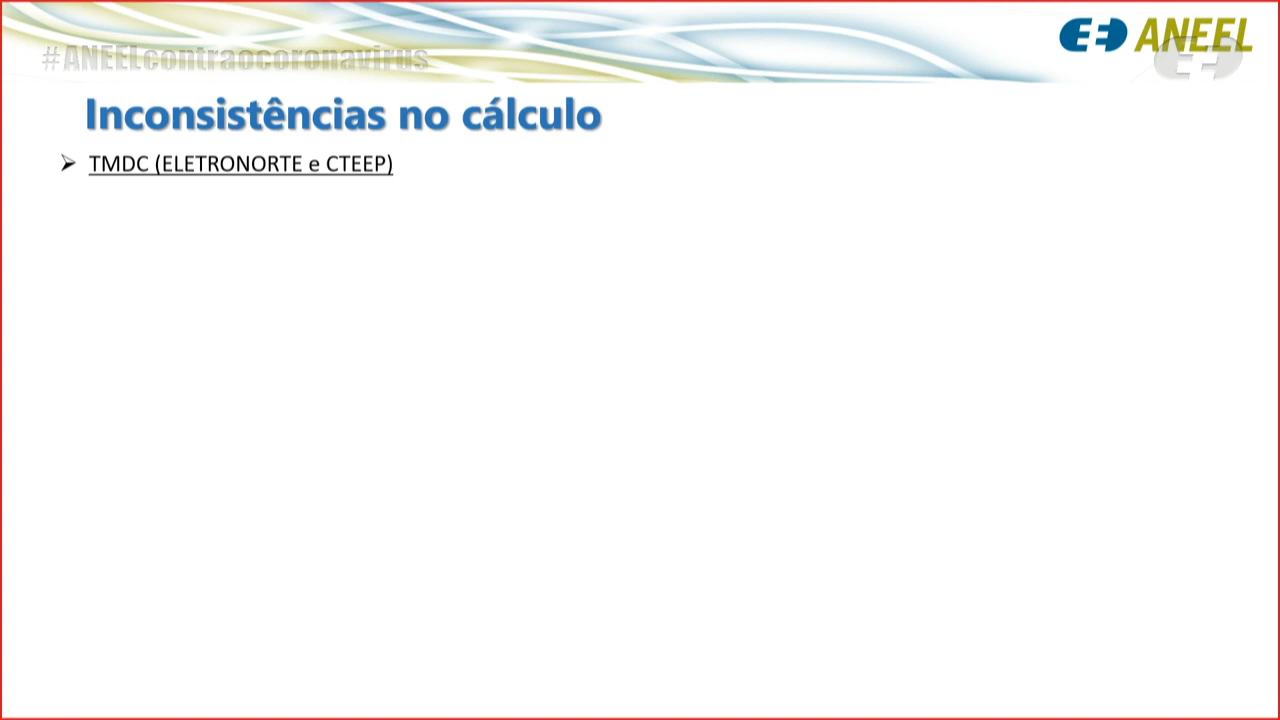 #ANEELcontraocoronavirus
ANEEL
Inconsistências no cálculo
TMDC (ELETRONORTE e CTEEP)